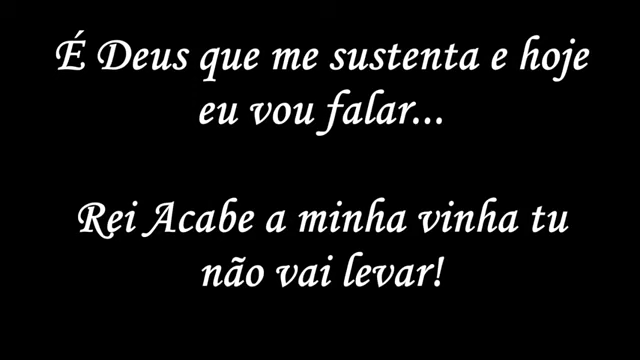 É Deus que me sustenta e hoje
eu vou falar...
Rei Acabe a minha vinha tu
não vai levar!